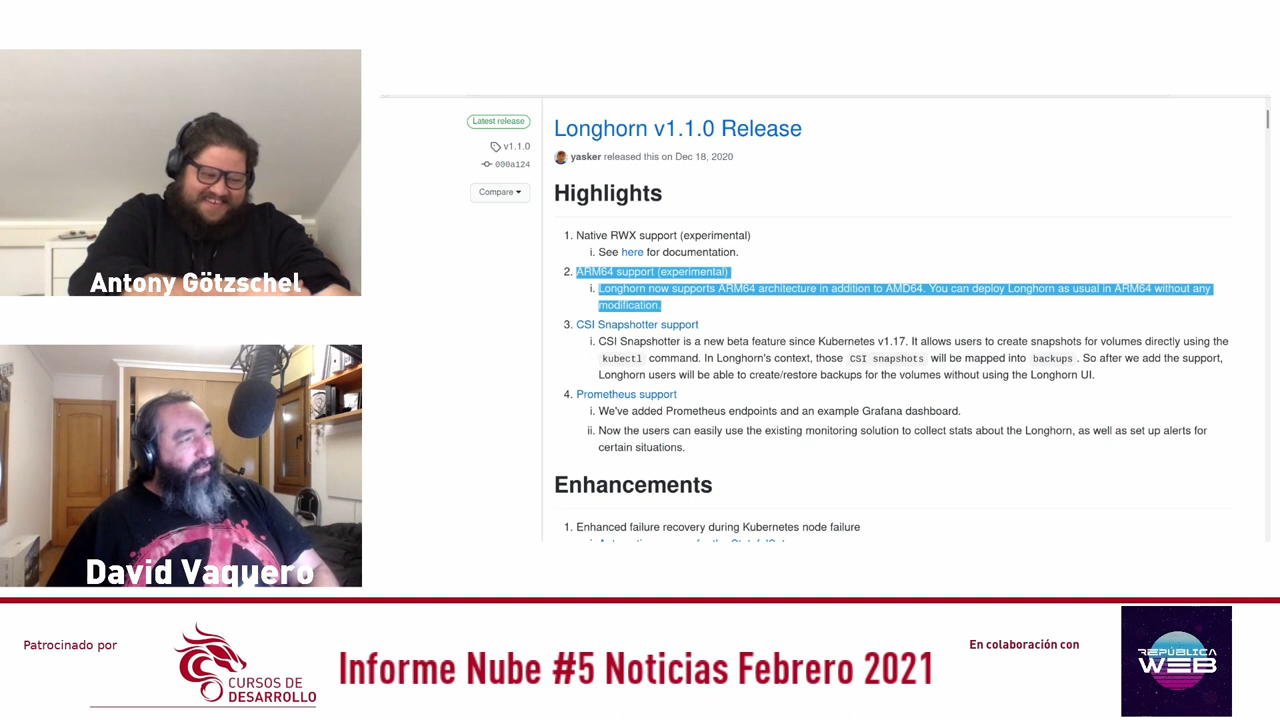 Antony Götzschel
David Vaquero
Latest release
v1.1.0
000a124
Compare
Longhorn v1.1.0 Release
yasker released this on Dec 18, 2020
Highlights
1. Native RWX support (experimental)
i. See here for documentation.
2. ARM64 support (experimental)
i. Longhorn now supports ARM64 architecture in addition to AMD64. You can deploy Longhorn as usual in ARM64 without any
modification.
3. CSI Snapshotter support
i. CSI Snapshotter is a new beta feature since Kubernetes v1.17. It allows users to create snapshots for volumes directly using the
kubectl command. In Longhorn's context, those CSI snapshots will be mapped into backups. So after we add the support,
Longhorn users will be able to create/restore backups for the volumes without using the Longhorn UI.
4. Prometheus support
i. We've added Prometheus endpoints and an example Grafana dashboard.
ii. Now the users can easily use the existing monitoring solution to collect stats about the Longhorn, as well as set up alerts for
certain situations.
Enhancements
1. Enhanced failure recovery during Kubernetes node failure
Patrocinado por
CURSOS DE
DESARROLLO
Informe Nube #5 Noticias Febrero 2021
En colaboración con
REPÚBLICA
WEB